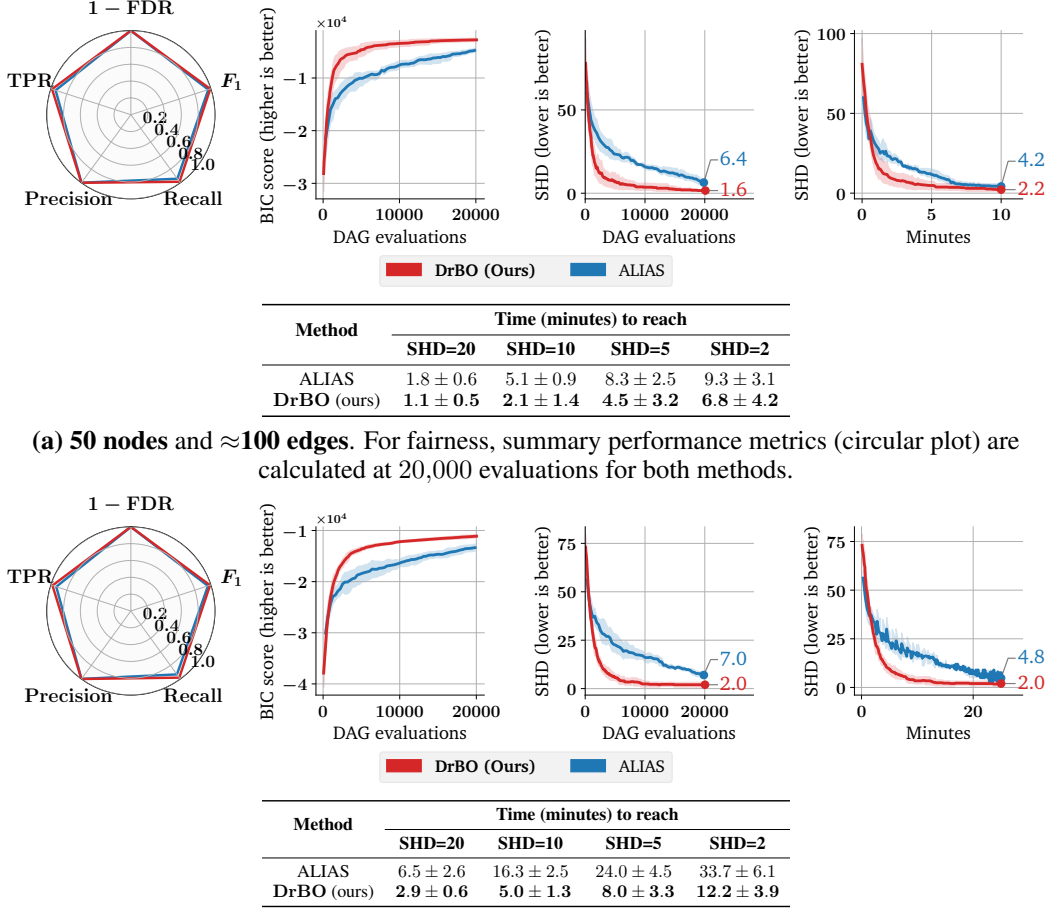 1 − FDR
TPR
F1
Precision
Recall
0.2
0.4
0.6
0.8
1.0
×10⁴
BIC score (higher is better)
−1
−2
−3
0 10000 20000
DAG evaluations
SHD (lower is better)
50
0
6.4
1.6
0 10000 20000
DAG evaluations
SHD (lower is better)
100
50
0
4.2
2.2
0 5 10
Minutes
DrBO (Ours) ALIAS
Method Time (minutes) to reach
SHD=20 SHD=10 SHD=5 SHD=2
ALIAS 1.8 ± 0.6 5.1 ± 0.9 8.3 ± 2.5 9.3 ± 3.1
DrBO (ours) 1.1 ± 0.5 2.1 ± 1.4 4.5 ± 3.2 6.8 ± 4.2
(a) 50 nodes and ≈100 edges. For fairness, summary performance metrics (circular plot) are
calculated at 20,000 evaluations for both methods.
1 − FDR
TPR
F1
Precision
Recall
0.2
0.4
0.6
0.8
1.0
×10⁴
BIC score (higher is better)
−1
−2
−3
−4
0 10000 20000
DAG evaluations
SHD (lower is better)
75
50
25
0
7.0
2.0
0 10000 20000
DAG evaluations
SHD (lower is better)
75
50
25
0
4.8
2.0
0 20
Minutes
DrBO (Ours) ALIAS
Method Time (minutes) to reach
SHD=20 SHD=10 SHD=5 SHD=2
ALIAS 6.5 ± 2.6 16.3 ± 2.5 24.0 ± 4.5 33.7 ± 6.1
DrBO (ours) 2.9 ± 0.6 5.0 ± 1.3 8.0 ± 3.3 12.2 ± 3.9